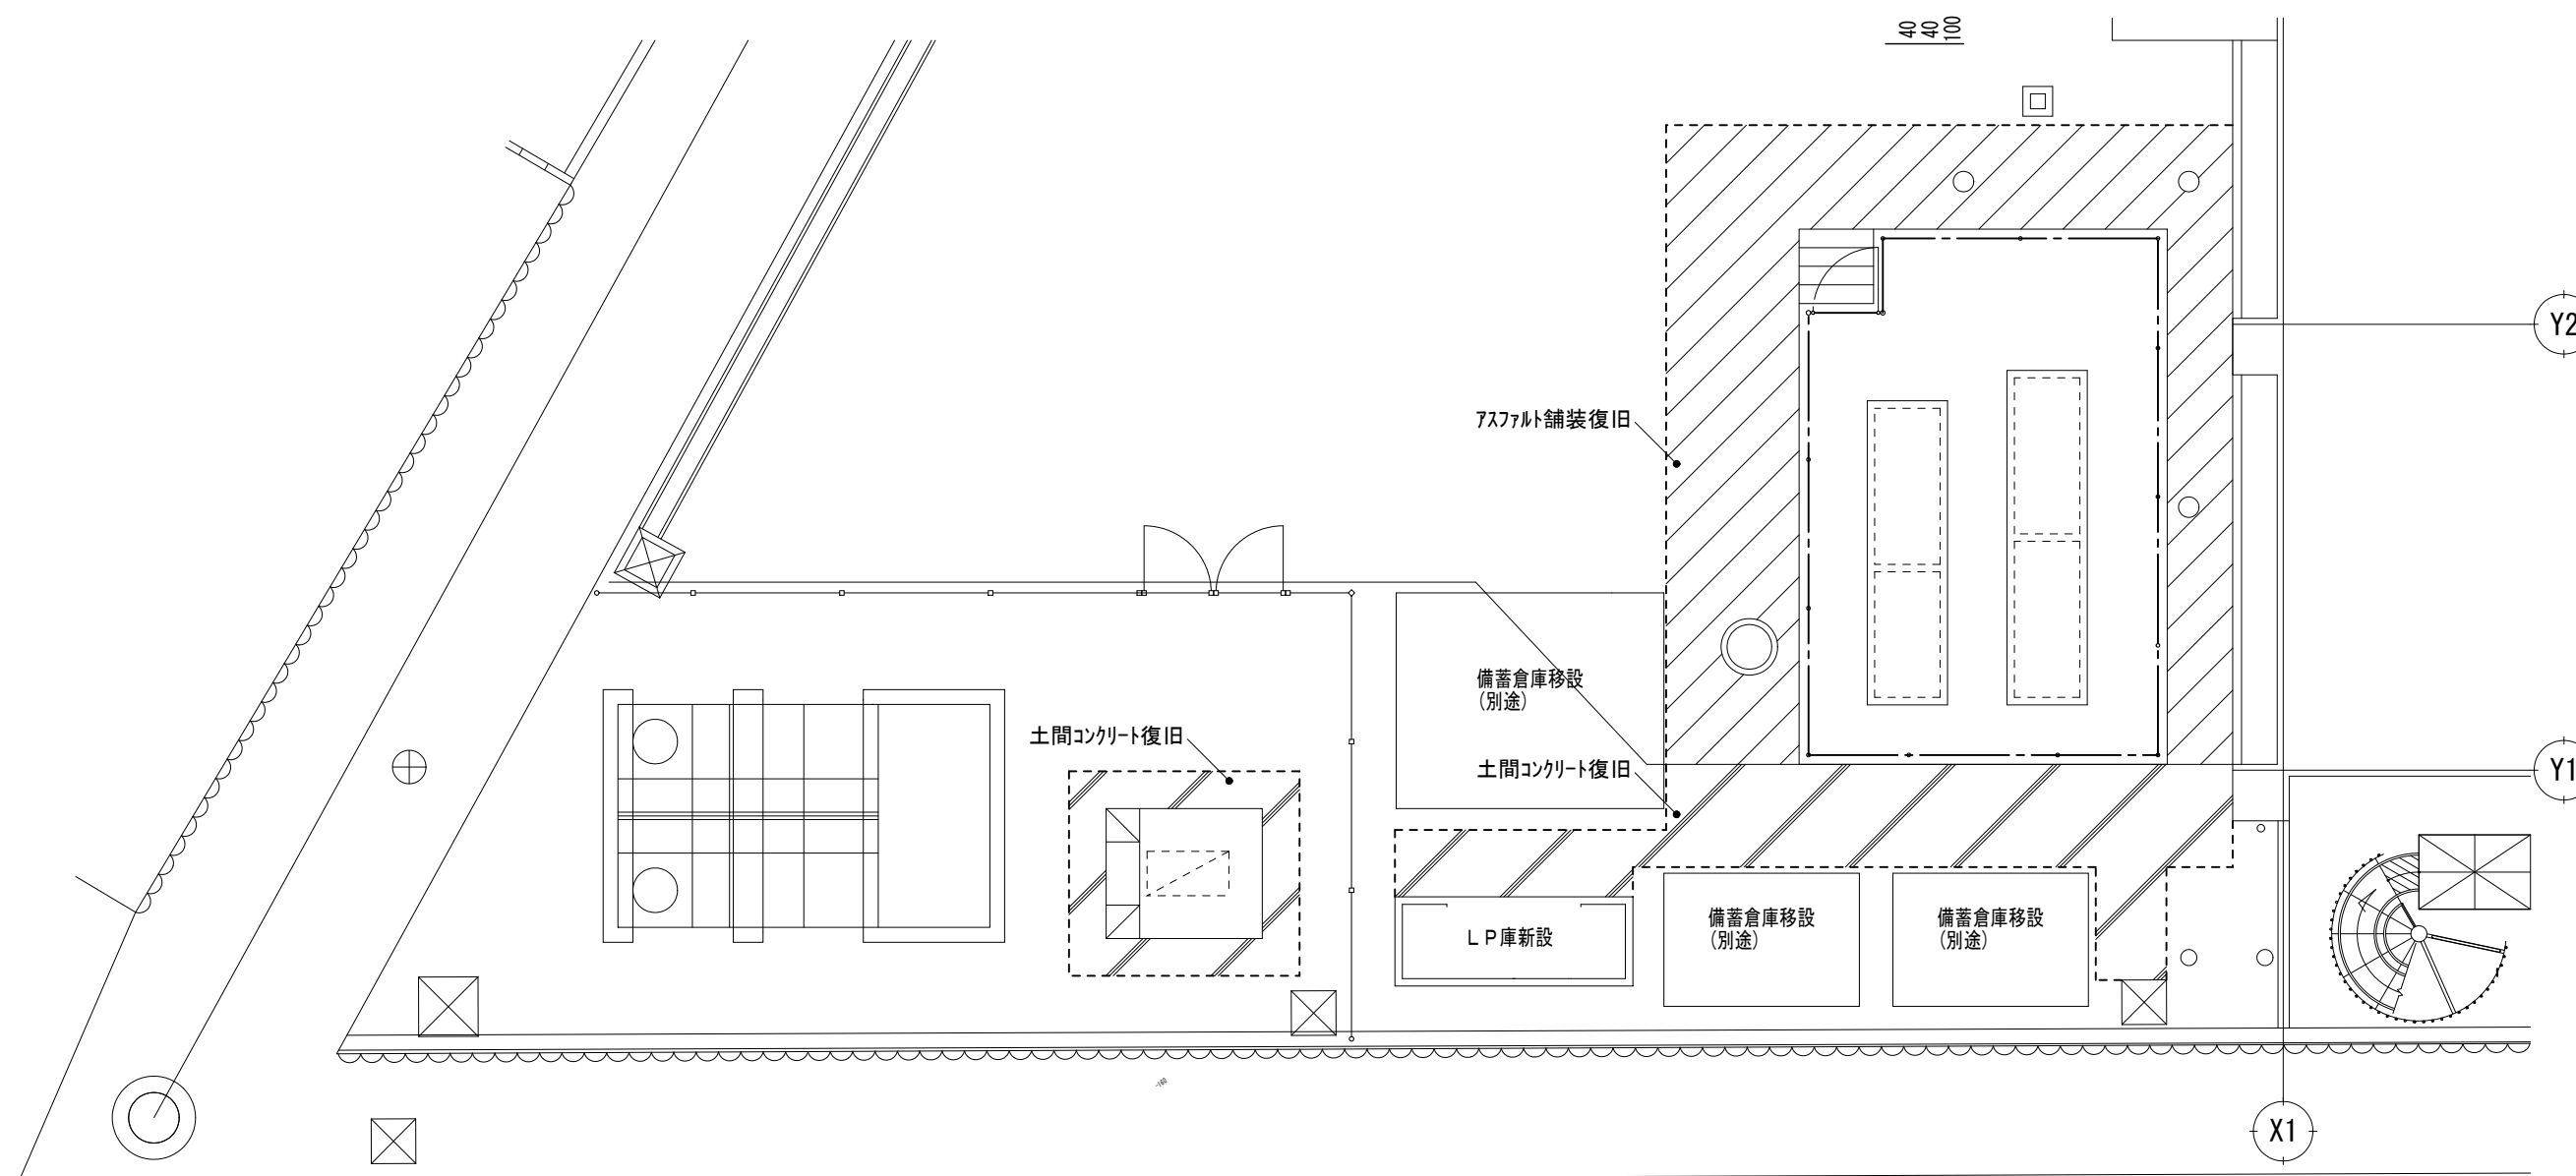 40
40
100
Y2
アスファルト舗装復旧
備蓄倉庫移設
(別途)
土間コンクリート復旧
土間コンクリート復旧
Y1
備蓄倉庫移設
(別途)
備蓄倉庫移設
(別途)
LP庫新設
-160
X1